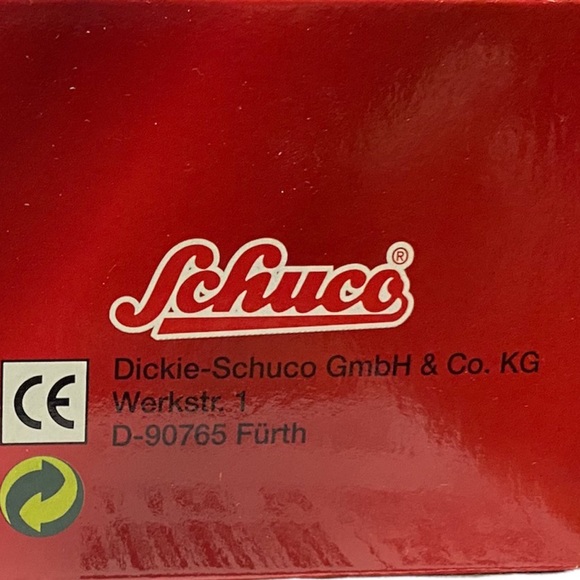 Schuco®
Dickie-Schuco GmbH & Co. KG
Werkstr. 1
D-90765 Fürth
CE